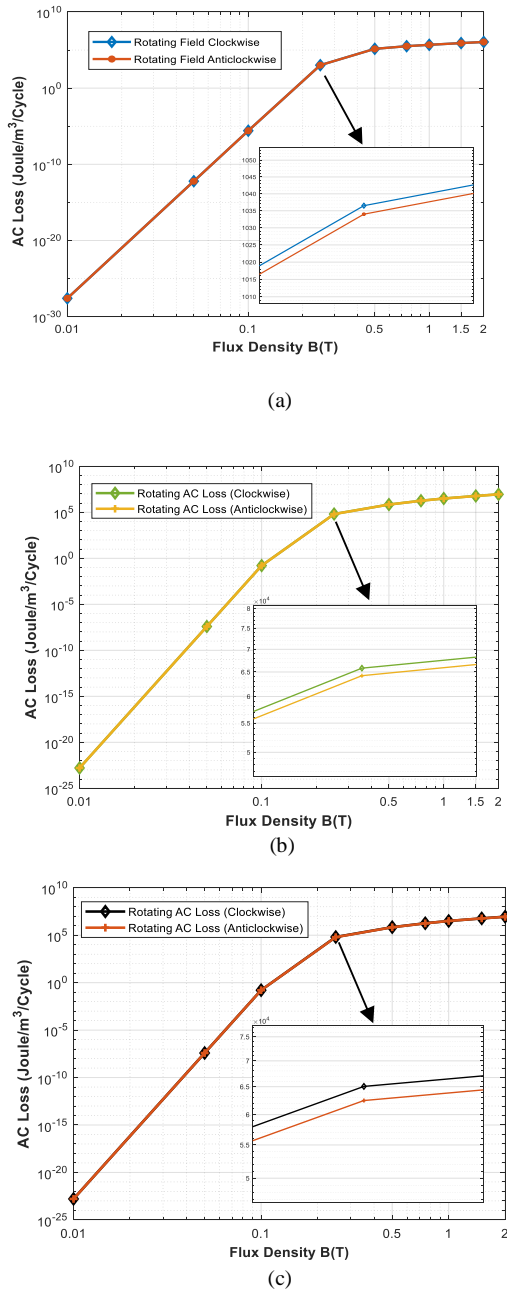 10^10
Rotating Field Clockwise
Rotating Field Anticlockwise
10^0
10^-10
10^-20
10^-30
AC Loss (Joule/m^3/Cycle)
1050
1045
1040
1035
1030
1025
1020
1015
1010
0.01 0.1 0.5 1 1.5 2
Flux Density B(T)
(a)
10^10
Rotating AC Loss (Clockwise)
Rotating AC Loss (Anticlockwise)
10^5
10^0
10^-5
10^-10
10^-15
10^-20
10^-25
AC Loss (Joule/m^3/Cycle)
×10^4
8
7.5
7
6.5
6
5.5
5
0.01 0.1 0.5 1 1.5 2
Flux Density B(T)
(b)
10^10
Rotating AC Loss (Clockwise)
Rotating AC Loss (Anticlockwise)
10^5
10^0
10^-5
10^-10
10^-15
10^-20
10^-25
AC Loss (Joule/m^3/Cycle)
×10^4
7.5
7
6.5
6
5.5
5
0.01 0.1 0.5 1 2
Flux Density B(T)
(c)